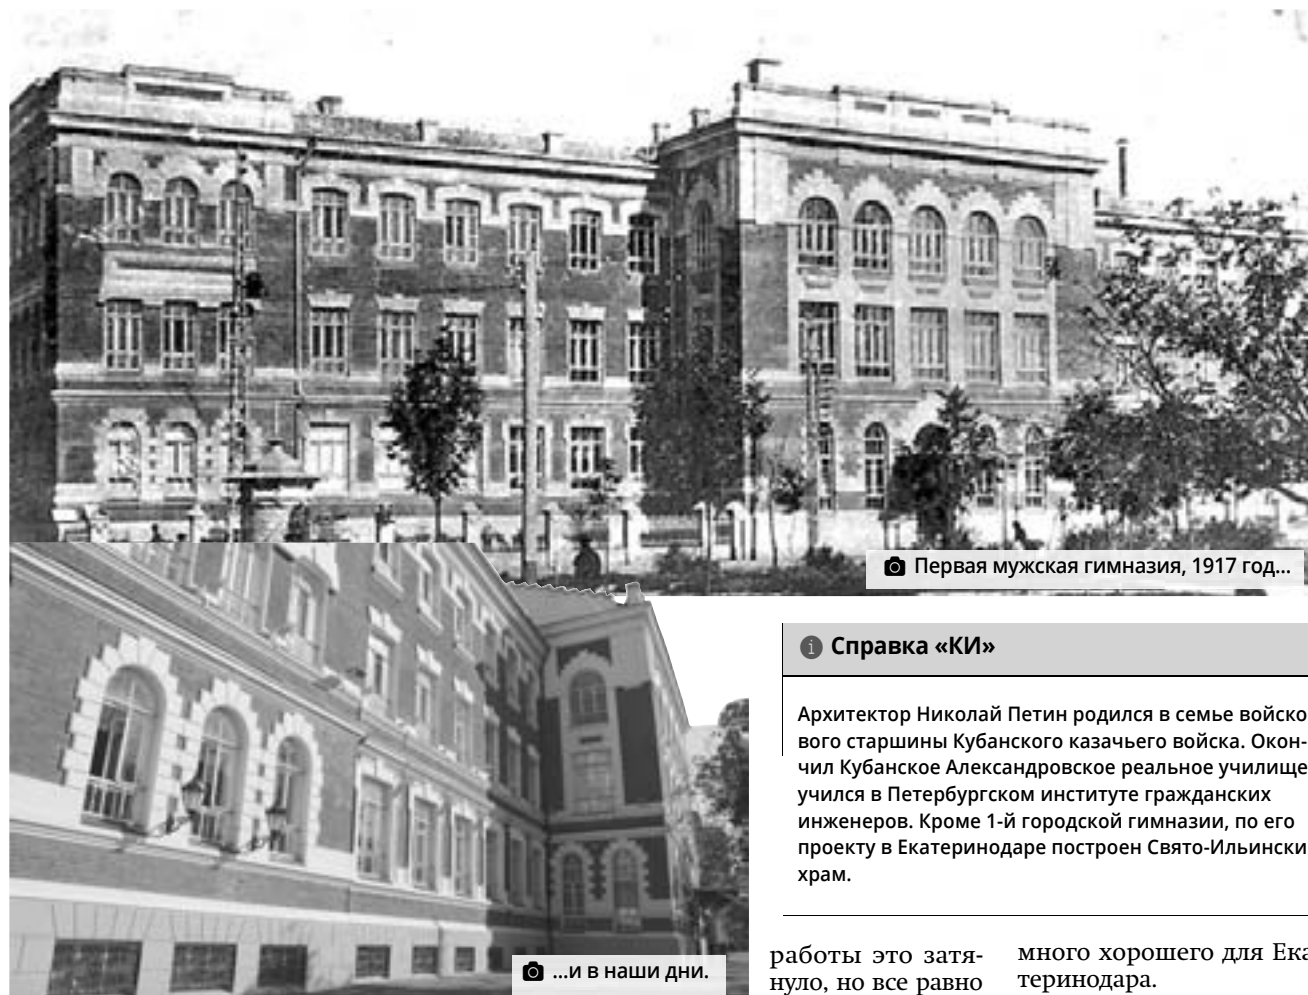 Первая мужская гимназия, 1917 год...
Справка «КИ»
Архитектор Николай Петин родился в семье войско
вого старшины Кубанского казачьего войска. Окон-
чил Кубанское Александровское реальное училище
учился в Петербургском институте гражданских
инженеров. Кроме 1-й городской гимназии, по его
проекту в Екатеринодаре построен Свято-Ильински
храм.
...и в наши дни.
работы это затя-
нуло, но все равно
много хорошего для Ека
теринодара.